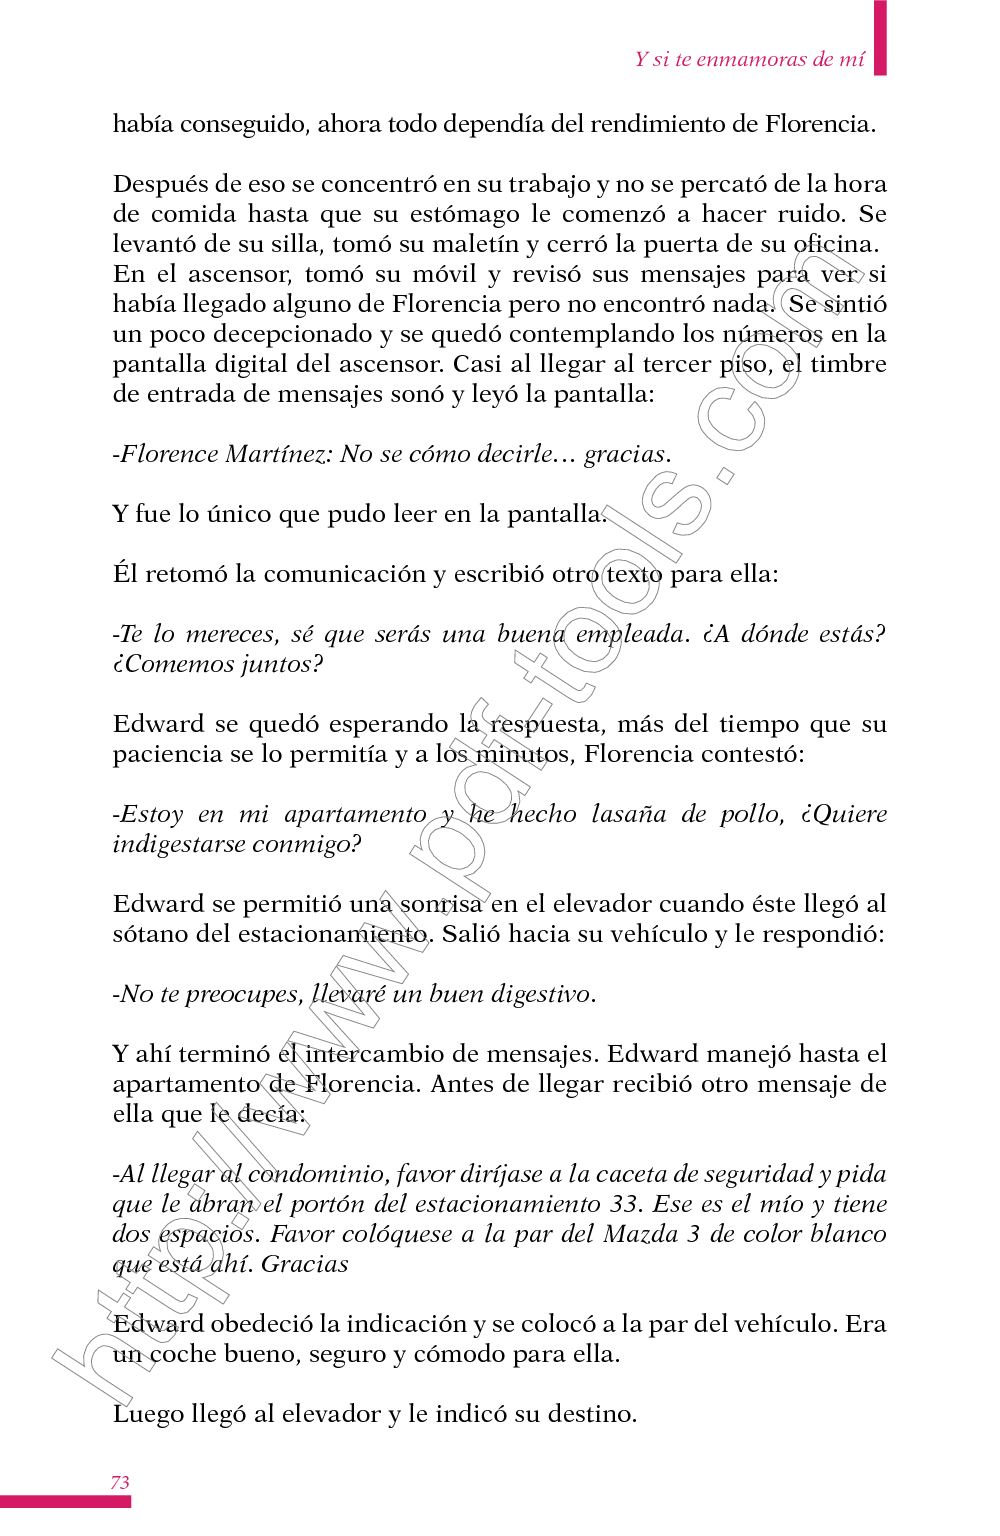 Y si te enmamoras de mí
había conseguido, ahora todo dependía del rendimiento de Florencia.
Después de eso se concentró en su trabajo y no se percató de la hora
de comida hasta que su estómago le comenzó a hacer ruido. Se
levantó de su silla, tomó su maletín y cerró la puerta de su oficina.
En el ascensor, tomó su móvil y revisó sus mensajes para ver si
había llegado alguno de Florencia pero no encontró nada. Se sintió
un poco decepcionado y se quedó contemplando los números en la
pantalla digital del ascensor. Casi al llegar al tercer piso, el timbre
de entrada de mensajes sonó y leyó la pantalla:
-Florence Martínez: No se cómo decirle... gracias.
Y fue lo único que pudo leer en la pantalla.
Él retomó la comunicación y escribió otro texto para ella:
-Te lo mereces, sé que serás una buena empleada. ¿A dónde estás?
¿Comemos juntos?
Edward se quedó esperando la respuesta, más del tiempo que su
paciencia se lo permitía y a los minutos, Florencia contestó:
-Estoy en mi apartamento y he hecho lasaña de pollo, ¿Quiere
indigestarse conmigo?
Edward se permitió una sonrisa en el elevador cuando éste llegó al
sótano del estacionamiento. Salió hacia su vehículo y le respondió:
-No te preocupes, llevaré un buen digestivo.
Y ahí terminó el intercambio de mensajes. Edward manejó hasta el
apartamento de Florencia. Antes de llegar recibió otro mensaje de
ella que le decía:
-Al llegar al condominio, favor diríjase a la caceta de seguridad y pida
que le abran el portón del estacionamiento 33. Ese es el mío y tiene
dos espacios. Favor colóquese a la par del Mazda 3 de color blanco
que está ahí. Gracias
Edward obedeció la indicación y se colocó a la par del vehículo. Era
un coche bueno, seguro y cómodo para ella.
Luego llegó al elevador y le indicó su destino.
73
http://www.pdf-tools.com